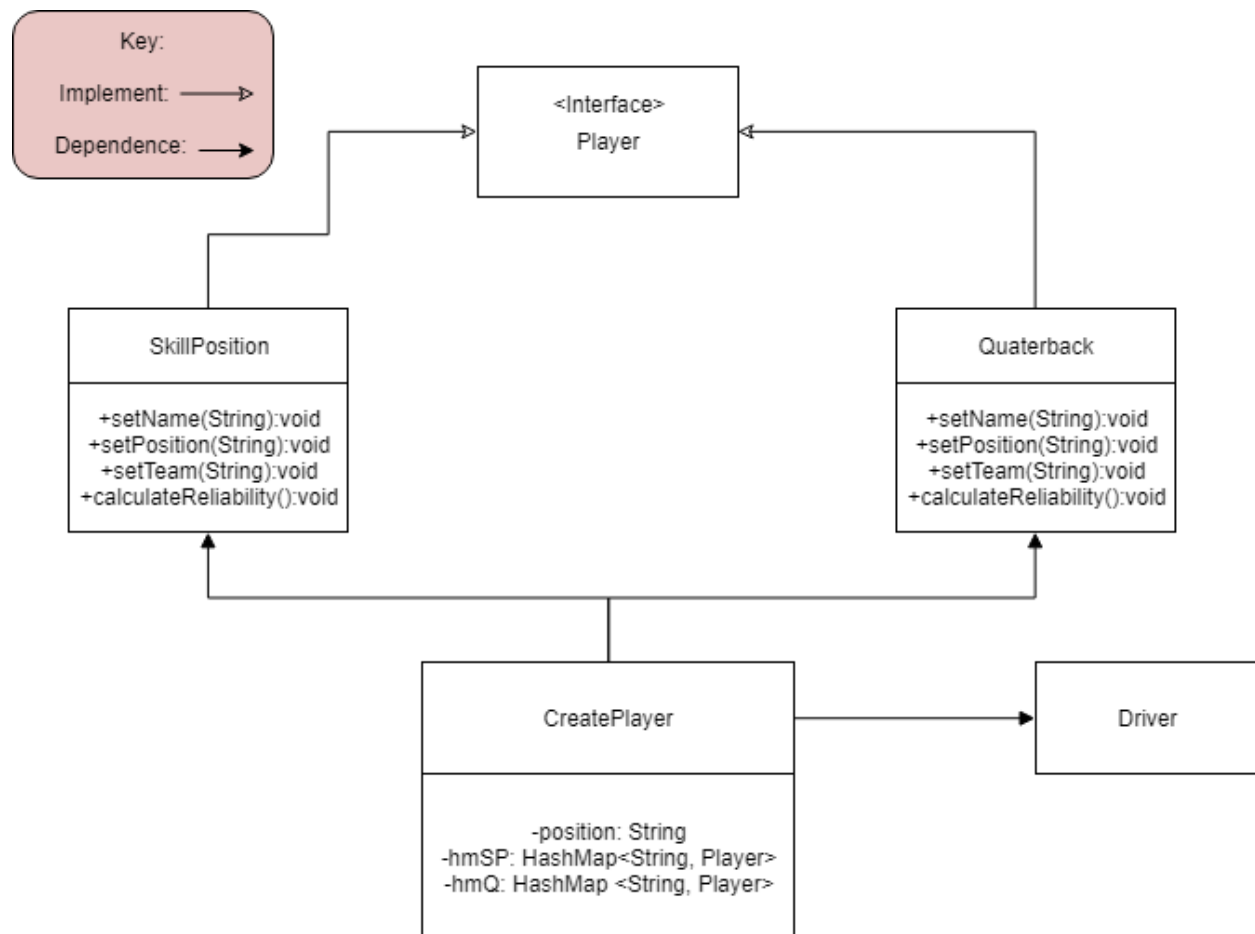 Key:
Implement:
Dependence:
<Interface>
Player
SkillPosition
+setName(String):void
+setPosition(String):void
+setTeam(String):void
+calculateReliability():void
Quaterback
+setName(String):void
+setPosition(String):void
+setTeam(String):void
+calculateReliability():void
CreatePlayer
-position: String
-hmSP: HashMap<String, Player>
-hmQ: HashMap <String, Player>
Driver